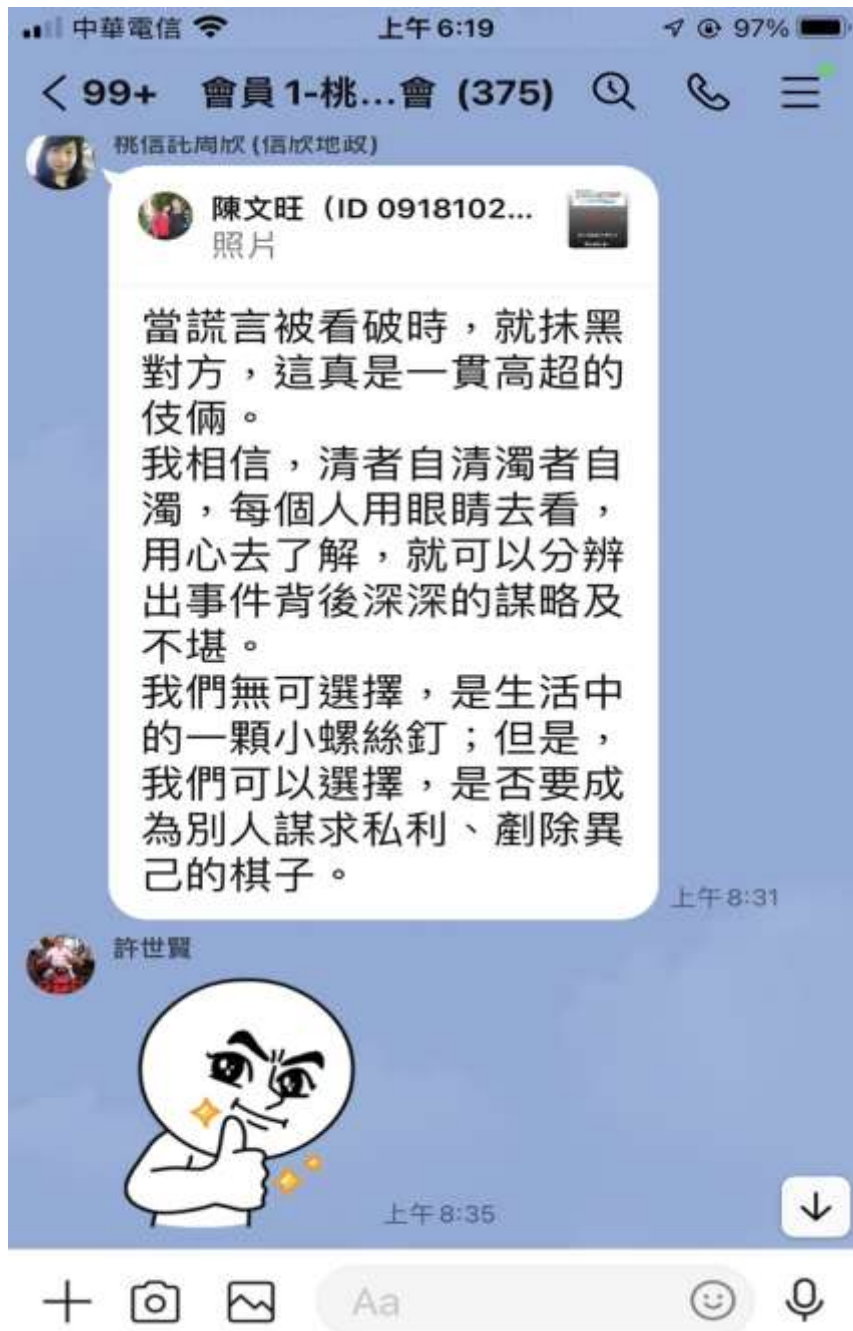 中華電信
上午 6:19
97%
99+
會員 1-桃...會 (375)
桃信託周欣 (信欣地政)
陳文旺（ID 0918102...
照片
當謊言被看破時，就抹黑
對方，這真是一貫高超的
伎倆。
我相信，清者自清濁者自
濁，每個人用眼睛去看，
用心去了解，就可以分辨
出事件背後深深的謀略及
不堪。
我們無可選擇，是生活中
的一顆小螺絲釘；但是，
我們可以選擇，是否要成
為別人謀求私利、剷除異
己的棋子。
上午 8:31
許世賢
上午 8:35
Aa